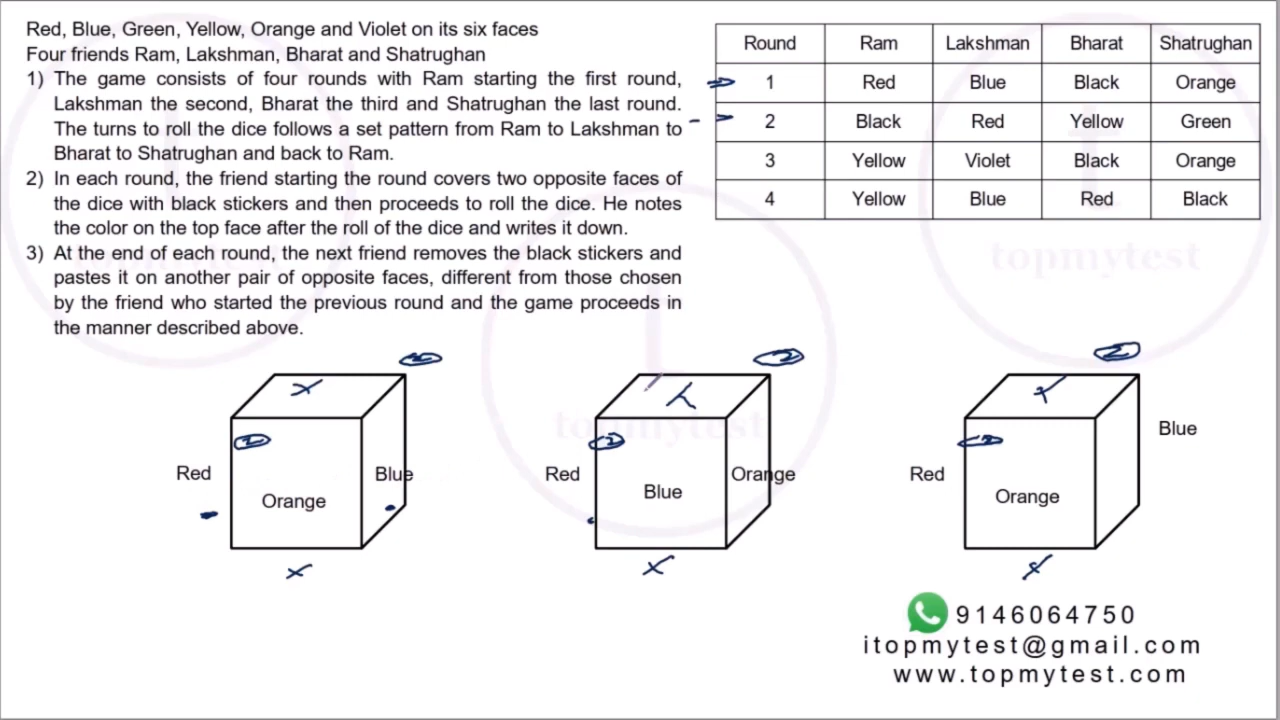 Red, Blue, Green, Yellow, Orange and Violet on its six faces
Four friends Ram, Lakshman, Bharat and Shatrughan
1) The game consists of four rounds with Ram starting the first round,
Lakshman the second, Bharat the third and Shatrughan the last round.
The turns to roll the dice follows a set pattern from Ram to Lakshman to
Bharat to Shatrughan and back to Ram.
2) In each round, the friend starting the round covers two opposite faces of
the dice with black stickers and then proceeds to roll the dice. He notes
the color on the top face after the roll of the dice and writes it down.
3) At the end of each round, the next friend removes the black stickers and
pastes it on another pair of opposite faces, different from those chosen
by the friend who started the previous round and the game proceeds in
the manner described above.
Round Ram Lakshman Bharat Shatrughan
1 Red Blue Black Orange
2 Black Red Yellow Green
3 Yellow Violet Black Orange
4 Yellow Blue Red Black
topmytest
topmytest
x x
2 2
Red Orange Blue
x
Red Blue Orange
x
2
Red Orange Blue
x
9146064750
itopmytest@gmail.com
www.topmytest.com